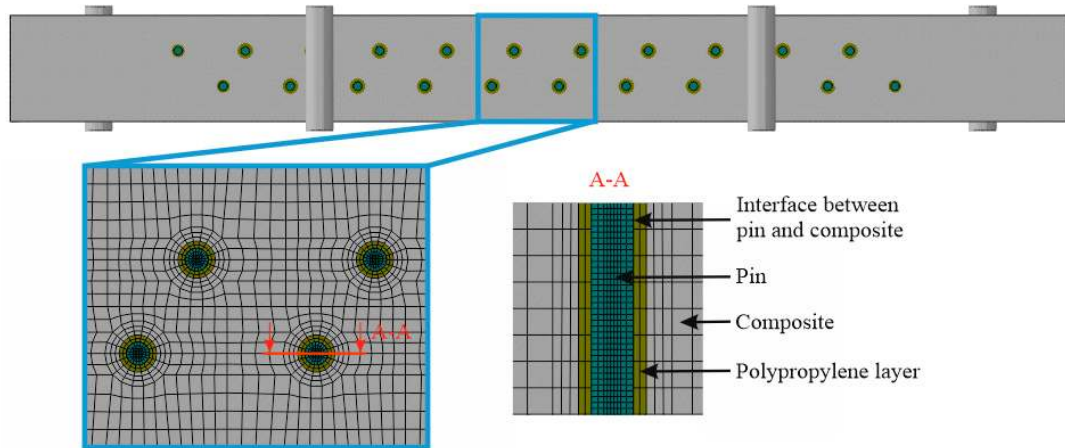 A-A
Interface between
pin and composite
Pin
Composite
Polypropylene layer
A-A